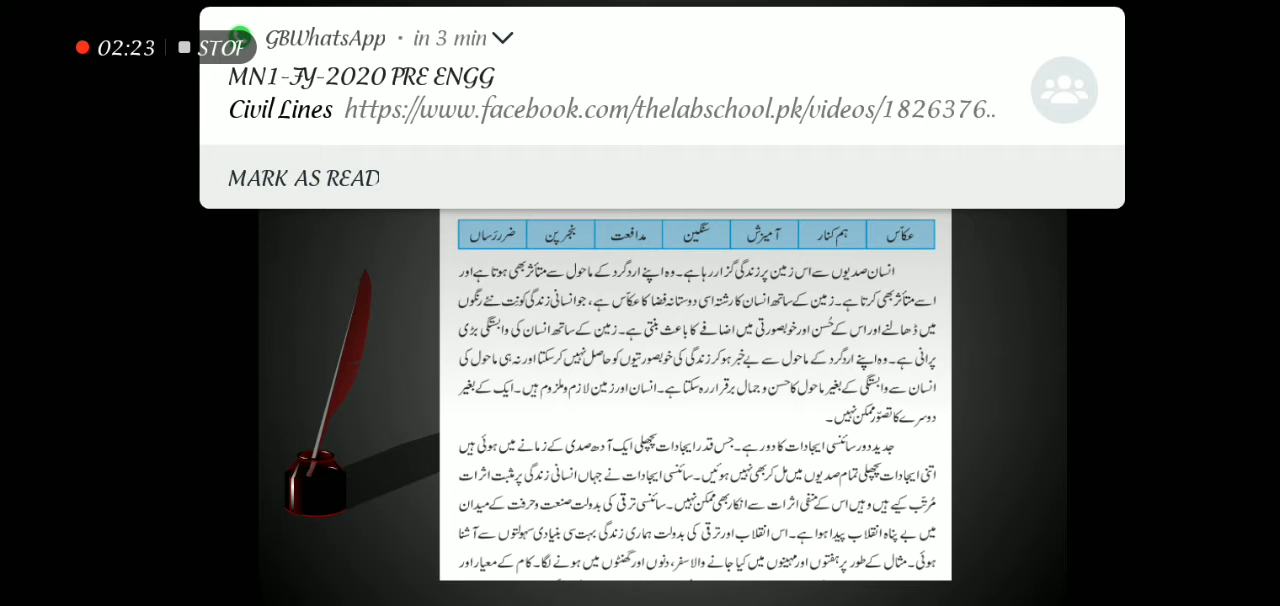 02:23
STOP
GBWhatsApp · in 3 min
MN1-JY-2020 PRE ENGG
Civil Lines https://www.facebook.com/thelabschool.pk/videos/1826376..
MARK AS READ
عکاّس ہم کنار آمیزش سنگین مدافعت بنجر پن ضرر رَساں
انسان صدیوں سے اس زمین پر زندگی گزار رہا ہے۔ وہ اپنے اردگرد کے ماحول سے متأثر بھی ہوتا ہے اور
اسے متأثر بھی کرتا ہے۔ زمین کے ساتھ انسان کا رشتہ اسی دوستانہ فضا کا عکاّس ہے، جو انسانی زندگی کو نِت نئے رنگوں
میں ڈھالنے اور اس کے حُسن اور خوبصورتی میں اضافے کا باعث بنتی ہے۔ زمین کے ساتھ انسان کی وابستگی بڑی
پرانی ہے۔ وہ اپنے اردگرد کے ماحول سے بے خبر ہو کر زندگی کی خوبصورتیوں کو حاصل نہیں کر سکتا اور نہ ہی ماحول کی
انسان سے وابستگی کے بغیر ماحول کا حسن و جمال برقرار رہ سکتا ہے۔ انسان اور زمین لازم و ملزوم ہیں۔ ایک کے بغیر
دوسرے کا تصوّر ممکن نہیں۔
جدید دور سائنسی ایجادات کا دور ہے۔ جس قدر ایجادات پچھلی ایک آدھ صدی کے زمانے میں ہوئی ہیں
اتنی ایجادات پچھلی تمام صدیوں میں مل کر بھی نہیں ہوئیں۔ سائنسی ایجادات نے جہاں انسانی زندگی پر مثبت اثرات
مُرتّب کیے ہیں وہیں اس کے منفی اثرات سے انکار بھی ممکن نہیں۔ سائنسی ترقی کی بدولت صنعت و حرفت کے میدان
میں بے پناہ انقلاب پیدا ہوا ہے۔ اس انقلاب اور ترقی کی بدولت ہماری زندگی بہت سی بنیادی سہولتوں سے آشنا
ہوئی۔ مثال کے طور پر ہفتوں اور مہینوں میں کیا جانے والا سفر، دنوں اور گھنٹوں میں ہونے لگا۔ کام کے معیار اور